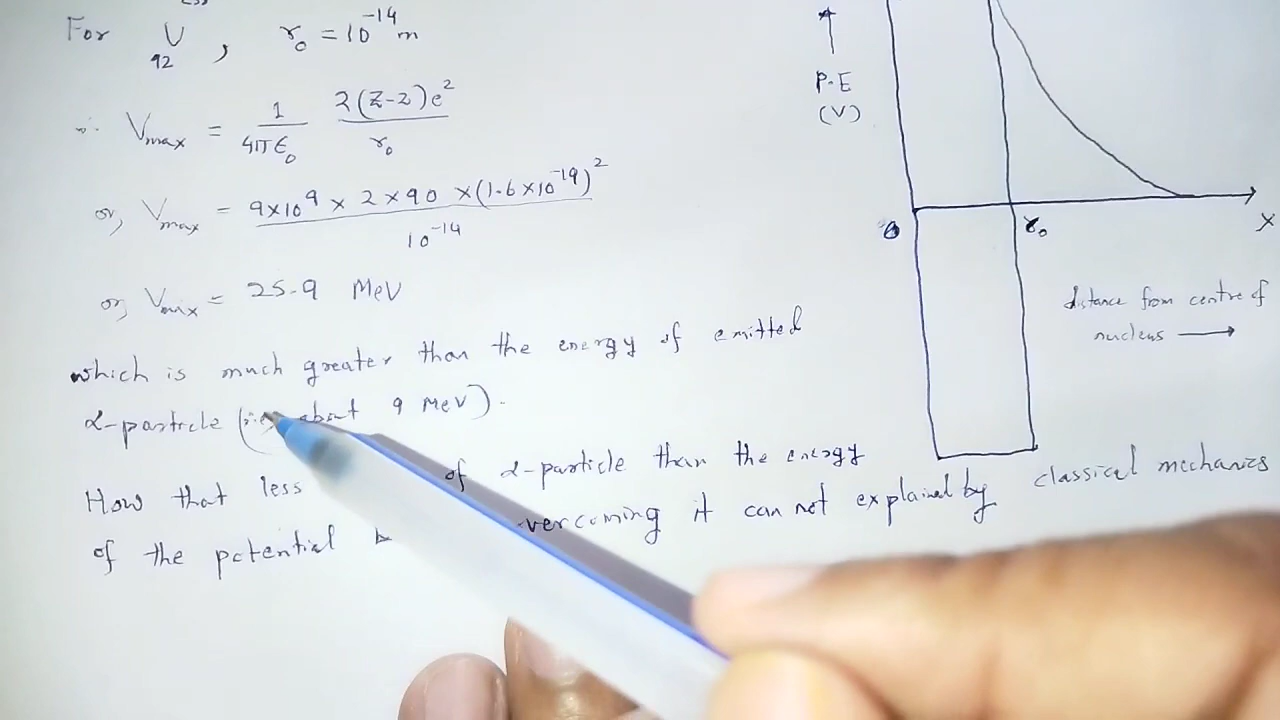 For U , r₀ = 10⁻¹⁴ m
92
∴ Vmax = 1/4πϵ₀ 2(Z-2)e²/r₀
or, Vmax = 9×10⁹ × 2×90 ×(1.6×10⁻¹⁹)²/10⁻¹⁴
or, Vmax = 25.9 MeV
which is much greater than the energy of emitted
α-particle (i.e. about 9 MeV).
How that less of α-particle than the energy
of the potential overcoming it can not explained by classical mechanics
P.E
(V)
0
r₀
X
distance from centre of
nucleus →